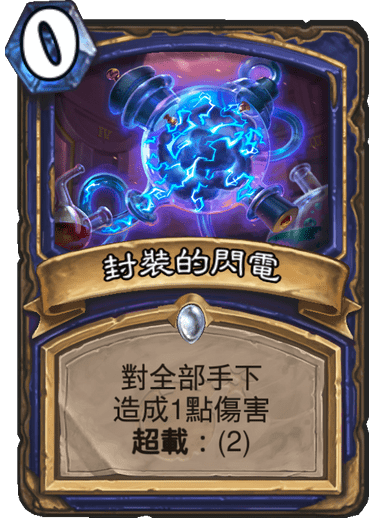 0
封裝的閃電
對全部手下
造成1點傷害
超載：(2)